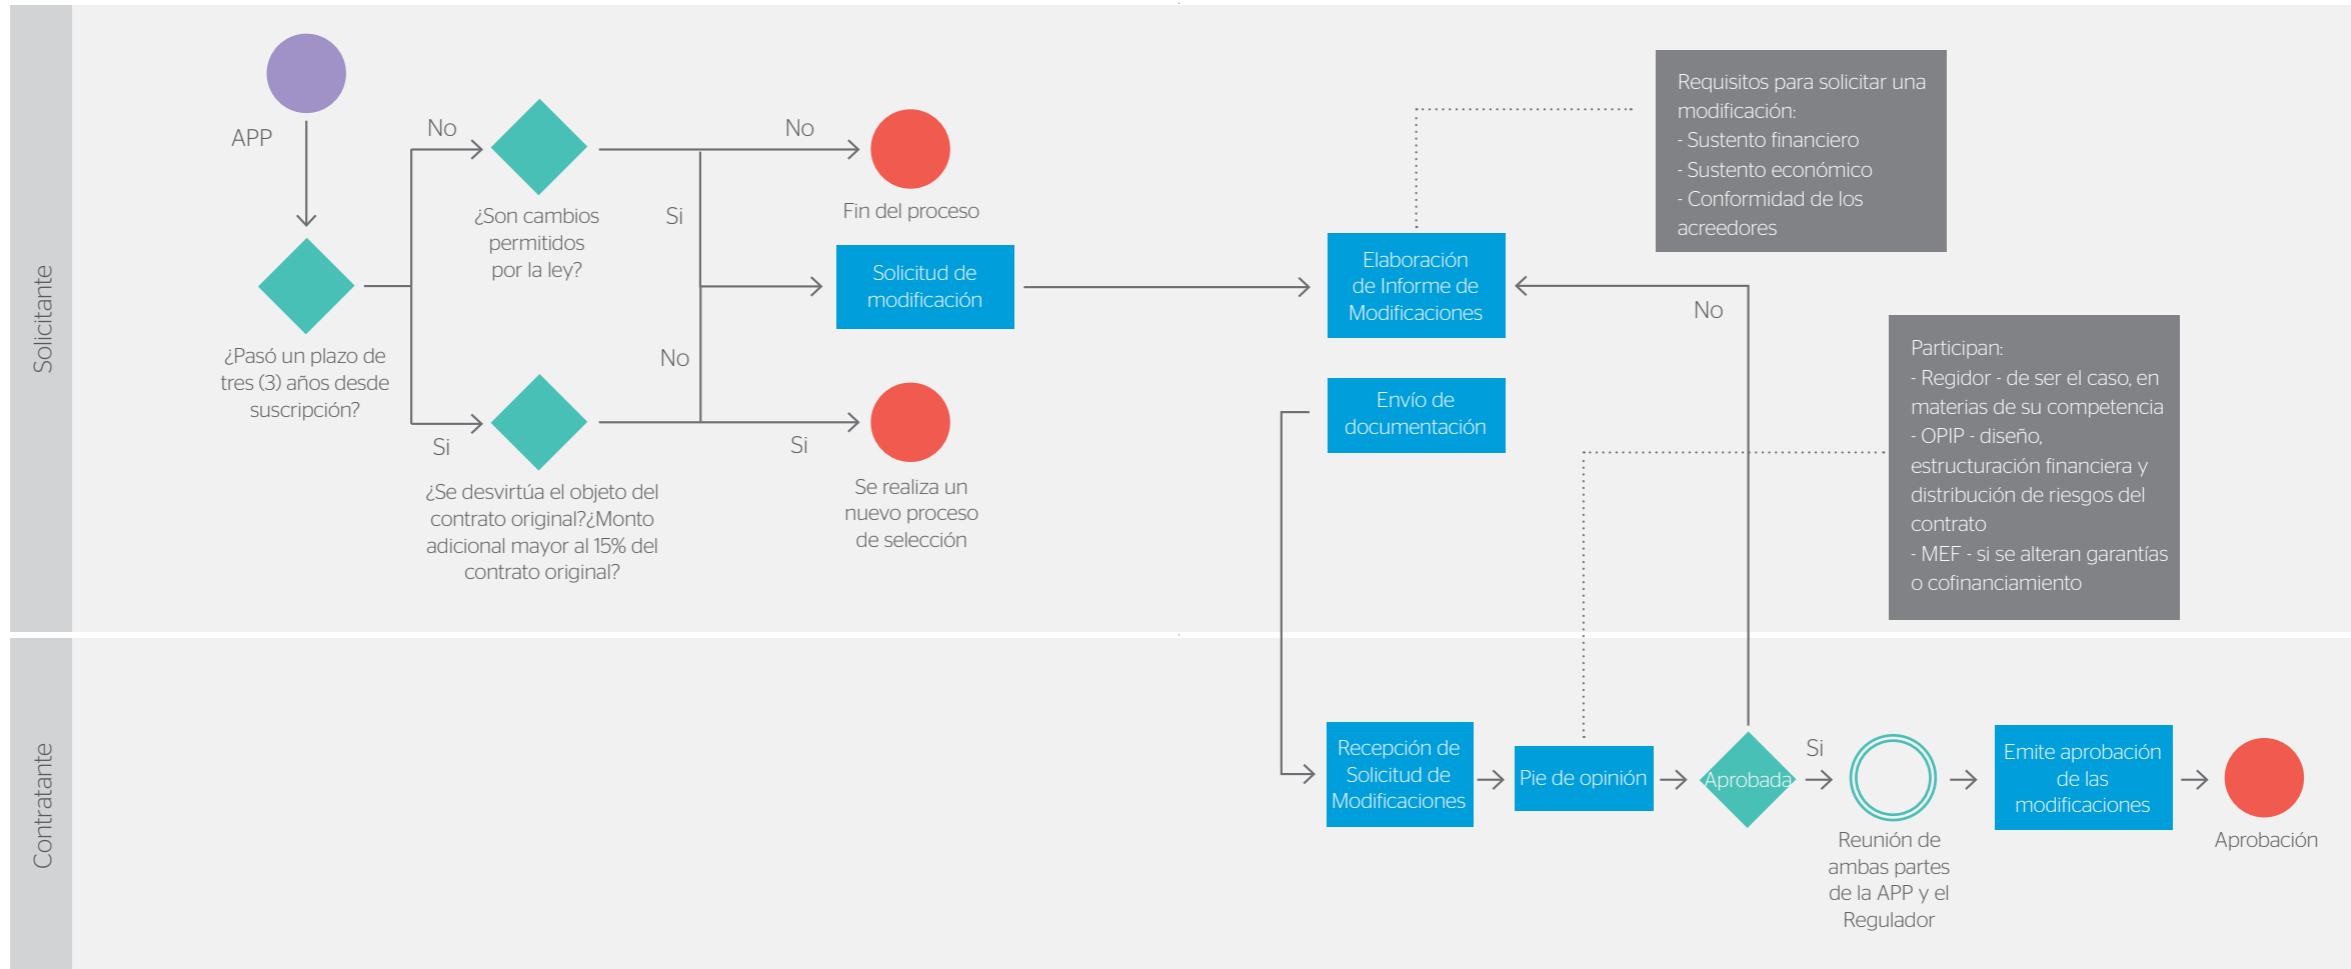 Solicitante
APP
¿Pasó un plazo de
tres (3) años desde
suscripción?
No
Si
¿Son cambios
permitidos
por la ley?
¿Se desvirtúa el objeto del
contrato original?¿Monto
adicional mayor al 15% del
contrato original?
No
Si
No
Si
Fin del proceso
Solicitud de
modificación
Se realiza un
nuevo proceso
de selección
Requisitos para solicitar una
modificación:
- Sustento financiero
- Sustento económico
- Conformidad de los
acreedores
Elaboración
de Informe de
Modificaciones
No
Envío de
documentación
Participan:
- Regidor - de ser el caso, en
materias de su competencia
- OPIP - diseño,
estructuración financiera y
distribución de riesgos del
contrato
- MEF - si se alteran garantías
o cofinanciamiento
Contratante
Recepción de
Solicitud de
Modificaciones
Pie de opinión
Aprobada
Si
Reunión de
ambas partes
de la APP y el
Regulador
Emite aprobación
de las
modificaciones
Aprobación